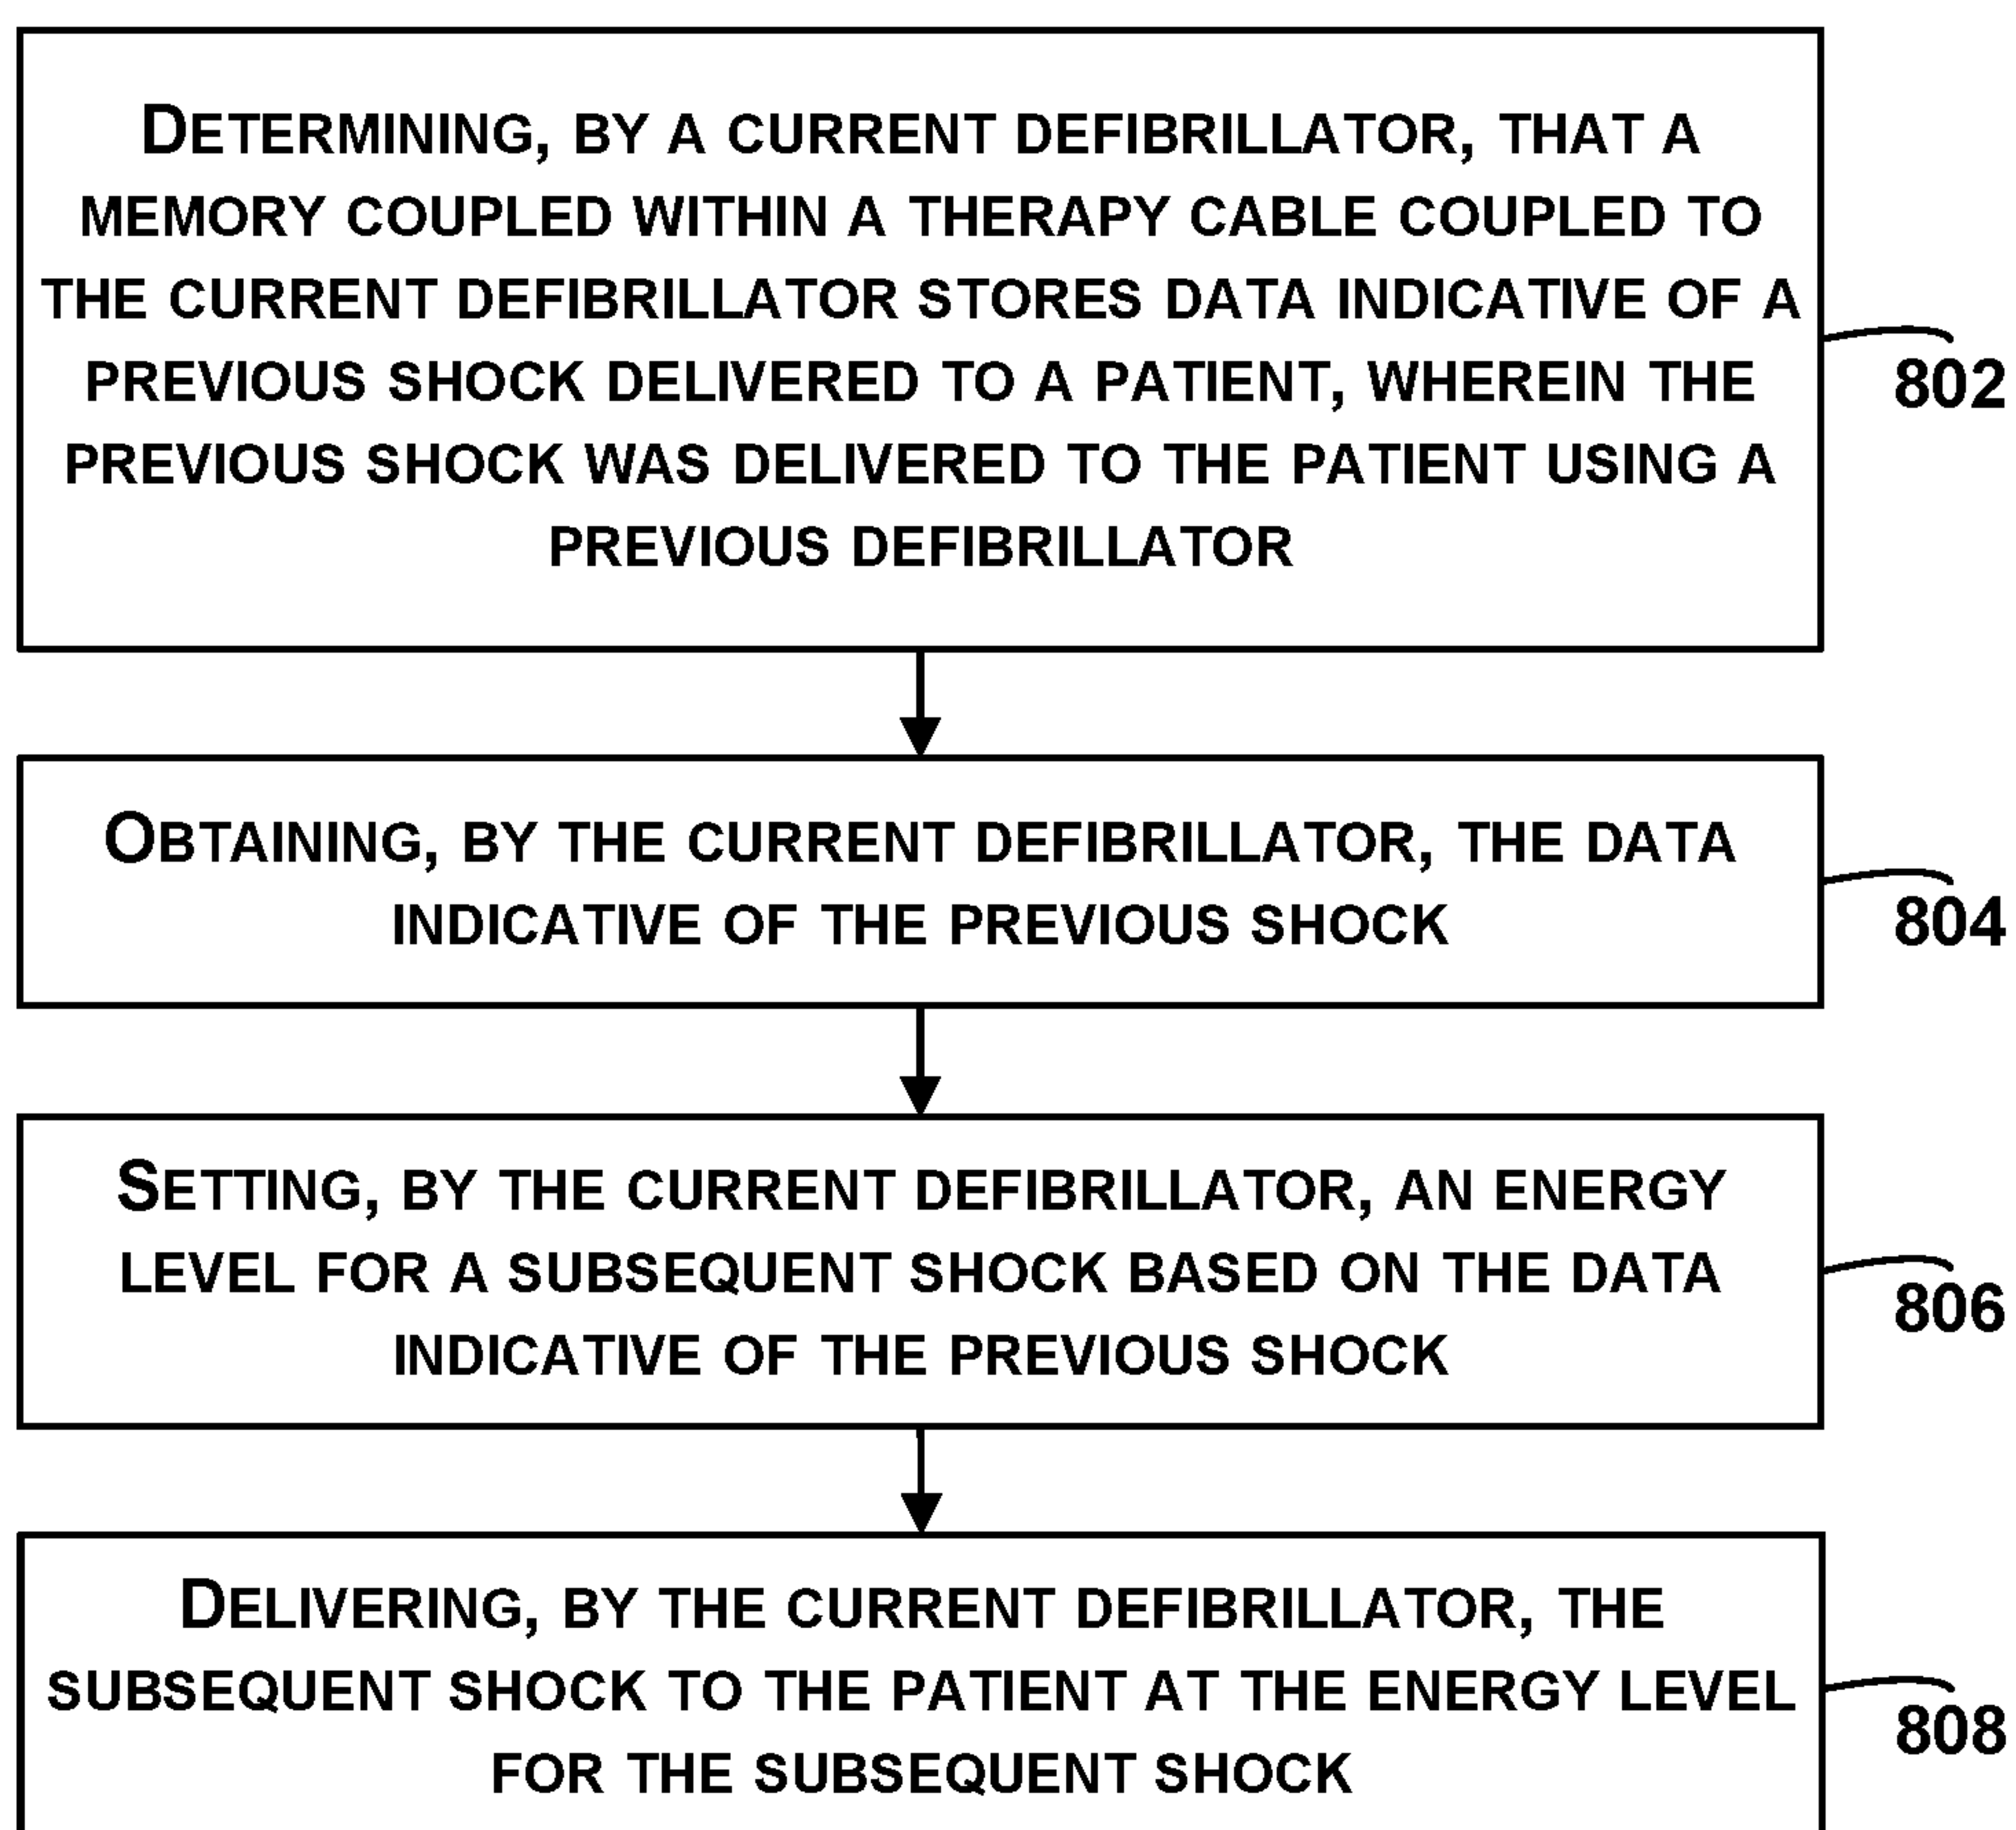 DETERMINING, BY A CURRENT DEFIBRILLATOR, THAT A
MEMORY COUPLED WITHIN A THERAPY CABLE COUPLED TO
THE CURRENT DEFIBRILLATOR STORES DATA INDICATIVE OF A
PREVIOUS SHOCK DELIVERED TO A PATIENT, WHEREIN THE
PREVIOUS SHOCK WAS DELIVERED TO THE PATIENT USING A
PREVIOUS DEFIBRILLATOR
802
OBTAINING, BY THE CURRENT DEFIBRILLATOR, THE DATA
INDICATIVE OF THE PREVIOUS SHOCK
804
SETTING, BY THE CURRENT DEFIBRILLATOR, AN ENERGY
LEVEL FOR A SUBSEQUENT SHOCK BASED ON THE DATA
INDICATIVE OF THE PREVIOUS SHOCK
806
DELIVERING, BY THE CURRENT DEFIBRILLATOR, THE
SUBSEQUENT SHOCK TO THE PATIENT AT THE ENERGY LEVEL
FOR THE SUBSEQUENT SHOCK
808